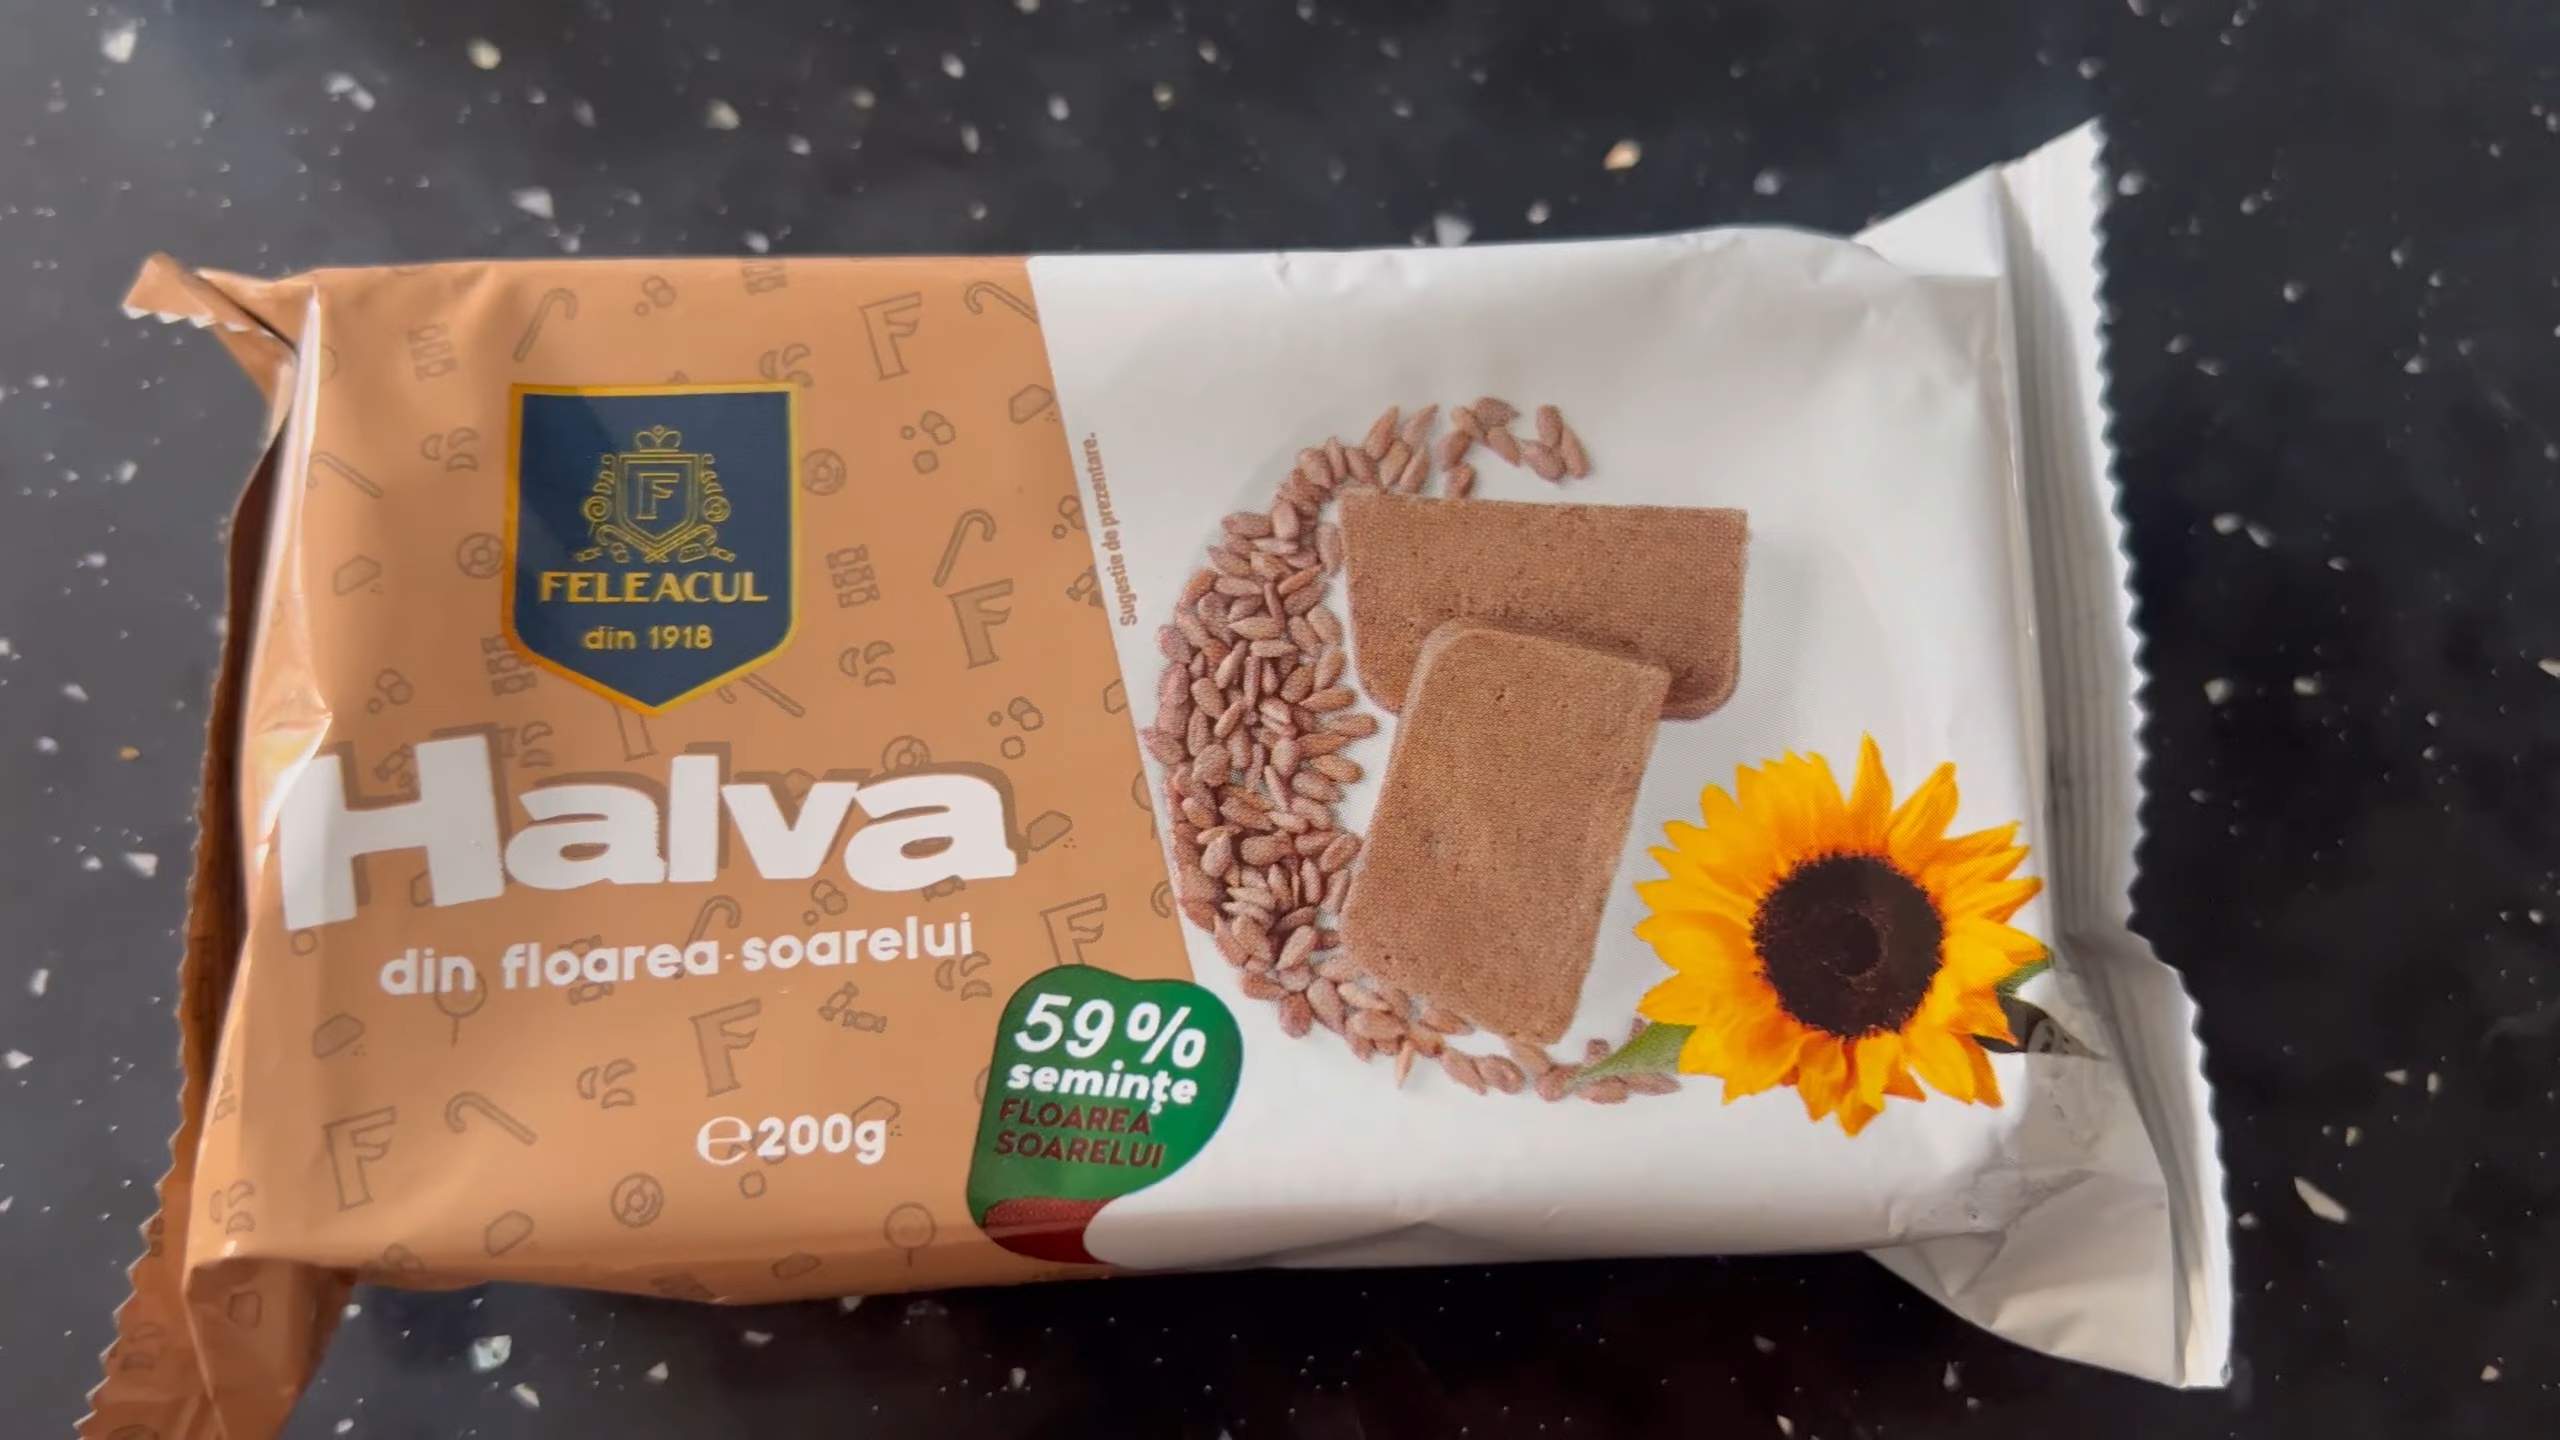 F
FELEACUL
din 1918
Halva
din floarea-soarelui
℮200g
59%
semințe
FLOAREA
SOARELUI
Sugestie de prezentare.